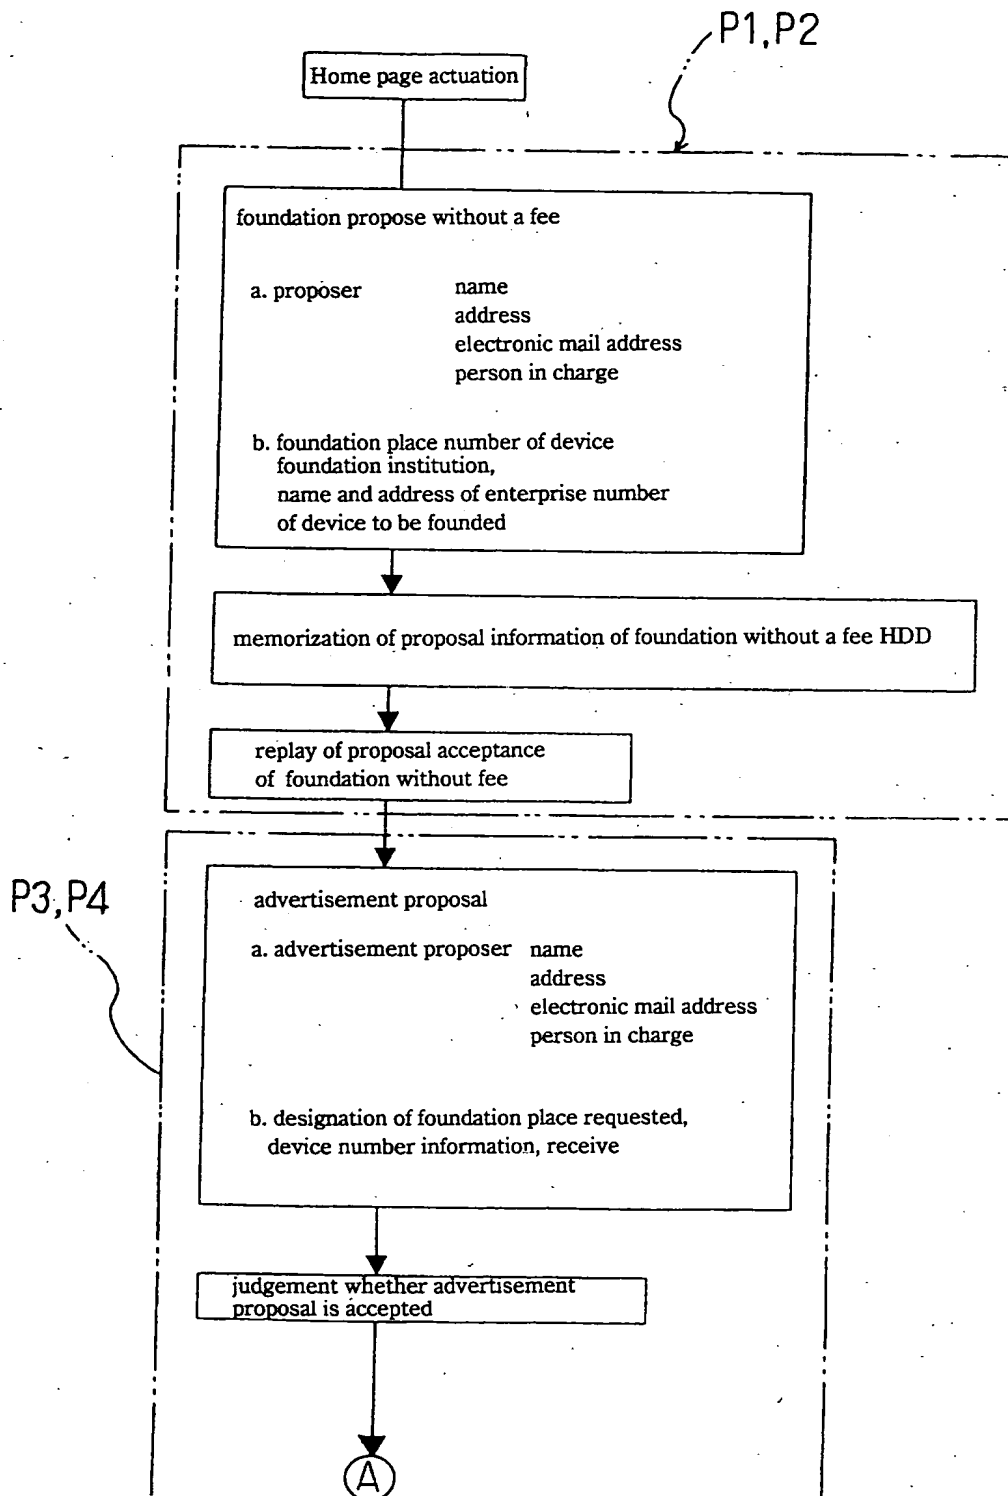 P1,P2
Home page actuation
foundation propose without a fee
a. proposer name
address
electronic mail address
person in charge
b. foundation place number of device
foundation institution,
name and address of enterprise number
of device to be founded
memorization of proposal information of foundation without a fee HDD
replay of proposal acceptance
of foundation without fee
P3,P4
advertisement proposal
a. advertisement proposer name
address
electronic mail address
person in charge
b. designation of foundation place requested,
device number information, receive
judgement whether advertisement
proposal is accepted
A